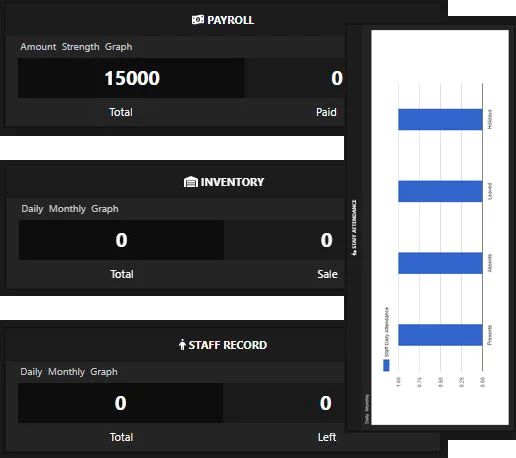 PAYROLL
Amount Strength Graph
15000 0
Total Paid
INVENTORY
Daily Monthly Graph
0 0
Total Sale
STAFF RECORD
Daily Monthly Graph
0 0
Total Left
STAFF ATTENDANCE
Daily Monthly
Staff Daily Attendance
1.00
0.75
0.50
0.25
0.00
Presents
Absents
Leaved
Holidays